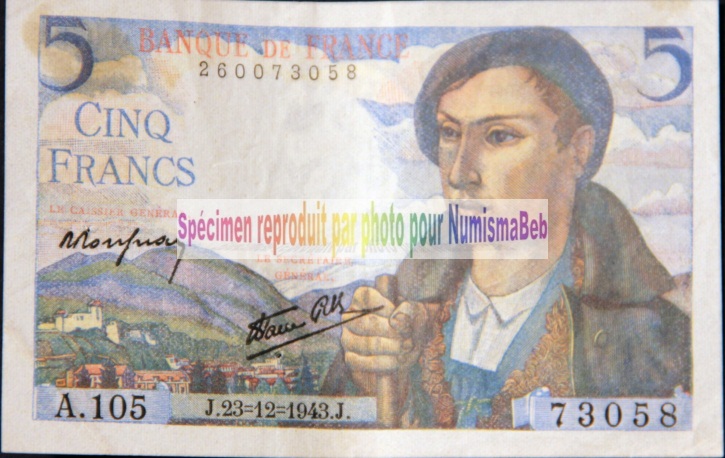 5 BANQUE DE FRANCE 5
260073058
CINQ
FRANCS
LE CAISSIER GÉNÉRAL
Spécimen reproduit par photo pour NumismaBeb
LE SECRÉTAIRE
GÉNÉRAL
A.105 J.23=12=1943.J. 73058